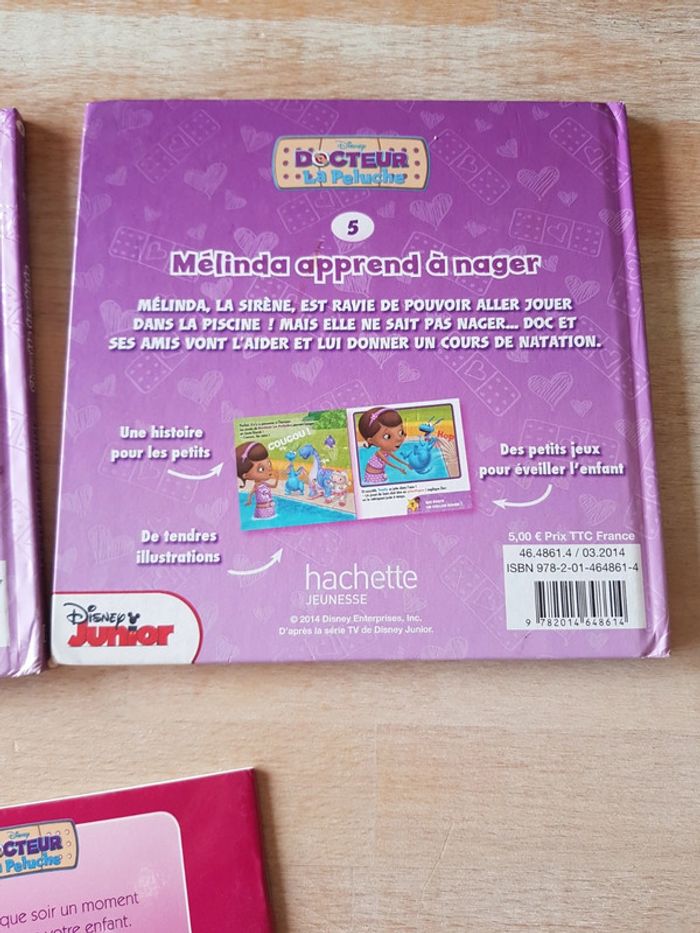 Disney
DOCTEUR
La Peluche
5
Mélinda apprend à nager
MÉLINDA, LA SIRÈNE, EST RAVIE DE POUVOIR ALLER JOUER
DANS LA PISCINE ! MAIS ELLE NE SAIT PAS NAGER... DOC ET
SES AMIS VONT L'AIDER ET LUI DONNER UN COURS DE NATATION.
Une histoire
pour les petits
COUCOU !
HOP
Des petits jeux
pour éveiller l'enfant
De tendres
illustrations
5,00 € Prix TTC France
46.4861.4 / 03.2014
ISBN 978-2-01-464861-4
9 782014 648614
hachette
JEUNESSE
© 2014 Disney Enterprises, Inc.
D'après la série TV de Disney Junior.
Disney
Junior
Disney
CTEUR
a Peluche
que soir un moment
votre enfant.